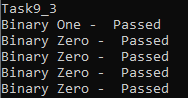 Task9_3
Binary One -  Passed
Binary Zero -  Passed
Binary Zero -  Passed
Binary Zero -  Passed
Binary Zero -  Passed